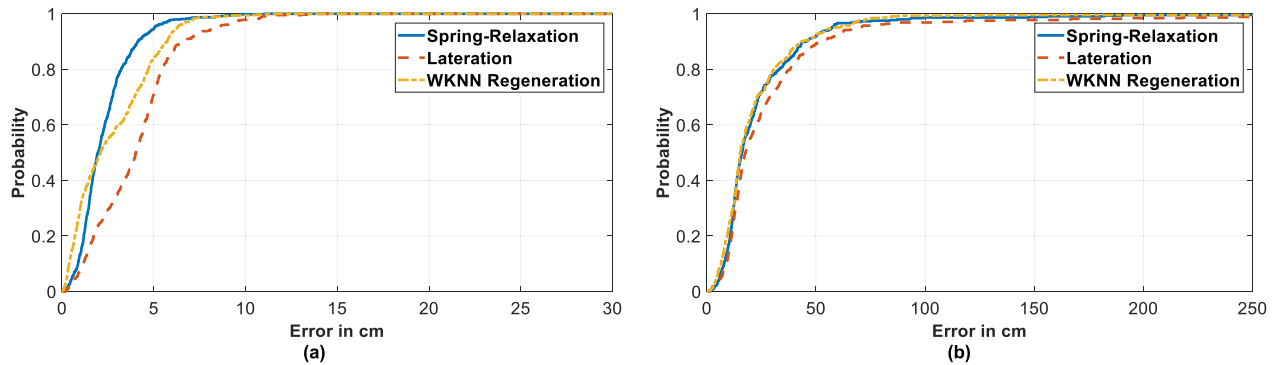 1
0.8
0.6
0.4
0.2
0
Probability
0 5 10 15 20 25 30
Error in cm
(a)
Spring-Relaxation
Lateration
WKNN Regeneration
1
0.8
0.6
0.4
0.2
0
Probability
0 50 100 150 200 250
Error in cm
(b)
Spring-Relaxation
Lateration
WKNN Regeneration